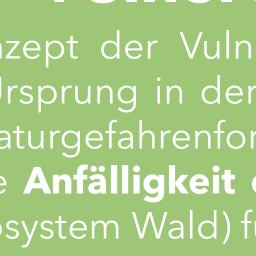 nzept der Vuln
Ursprung in der
aturgefahrenfor
e Anfälligkeit
osystem Wald) fü